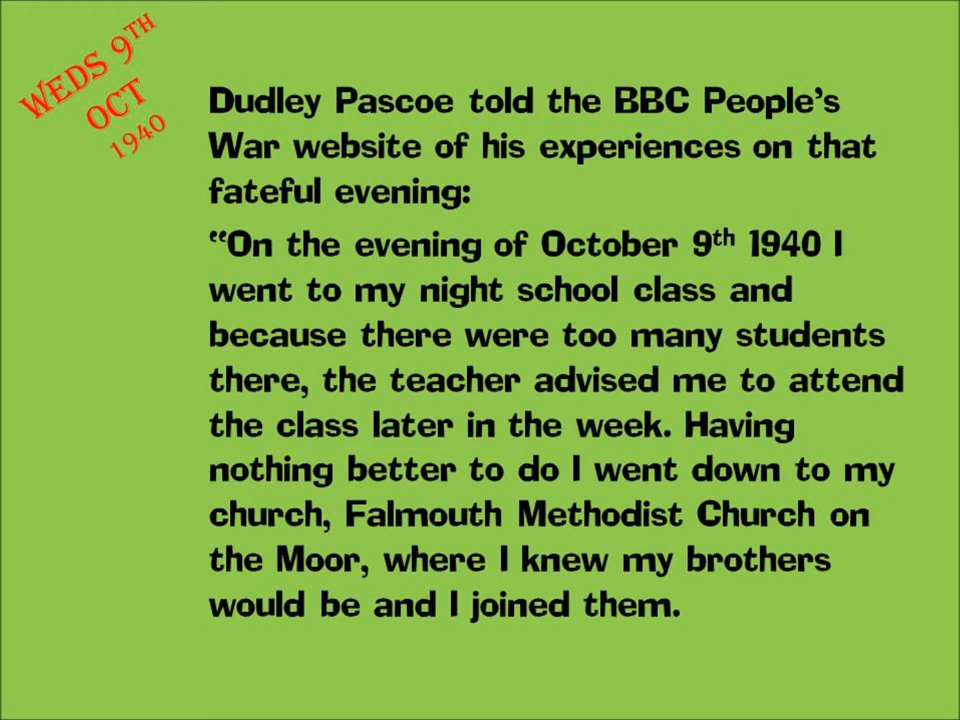 WEDS 9TH
OCT
1940
Dudley Pascoe told the BBC People's
War website of his experiences on that
fateful evening:
“On the evening of October 9th 1940 I
went to my night school class and
because there were too many students
there, the teacher advised me to attend
the class later in the week. Having
nothing better to do I went down to my
church, Falmouth Methodist Church on
the Moor, where I knew my brothers
would be and I joined them.